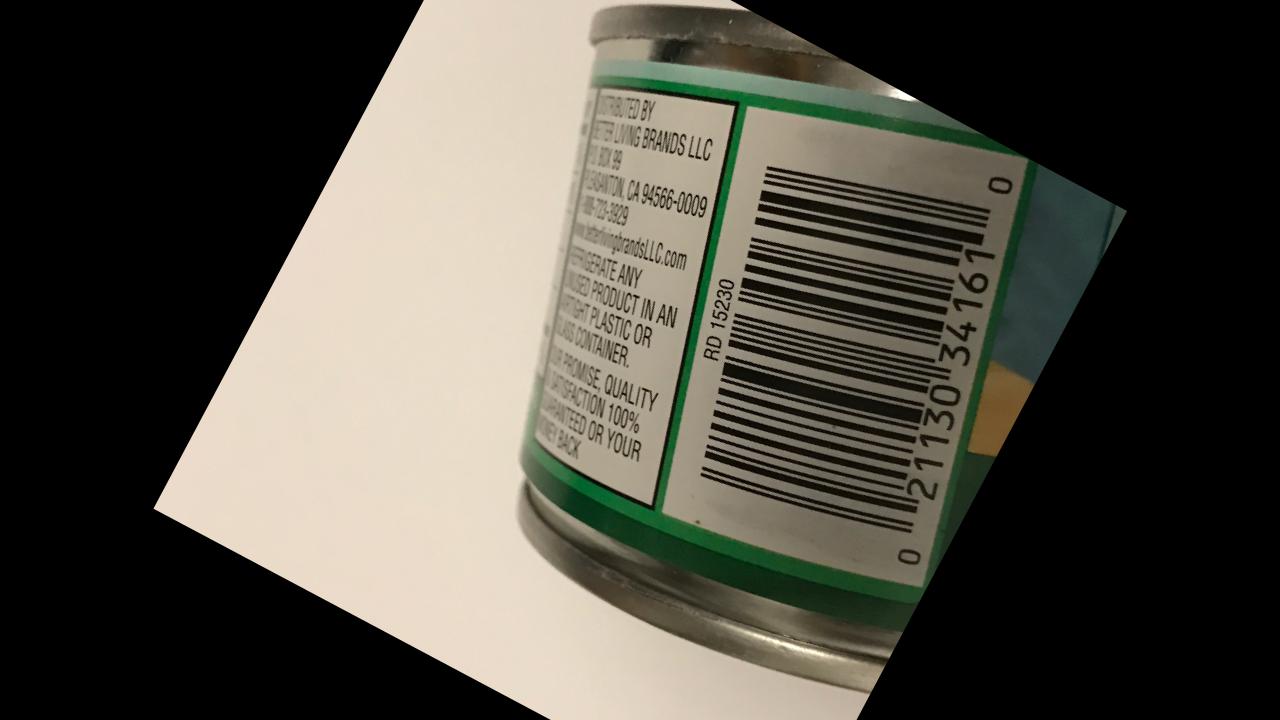 DISTRIBUTED BY
BETTER LIVING BRANDS LLC
P.O. BOX 99
PLEASANTON, CA 94566-0009
1-888-723-3929
www.betterlivingbrandsLLC.com
REFRIGERATE ANY
UNUSED PRODUCT IN AN
AIRTIGHT PLASTIC OR
GLASS CONTAINER.
OUR PROMISE, QUALITY
& SATISFACTION 100%
GUARANTEED OR YOUR
MONEY BACK
RD 15230
0 21130 34161 0